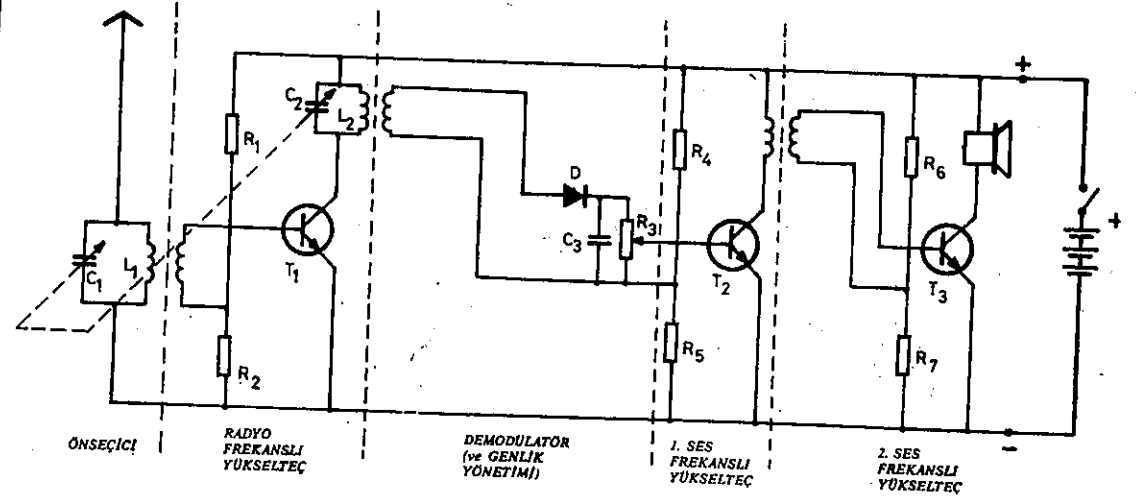 C1
L1
R1
R2
C2
L2
T1
D
C3
R3
R4
R5
T2
R6
R7
T3
+
+
-
ÖNSEÇİCİ
RADYO
FREKANSLI
YÜKSELTEÇ
DEMODÜLATÖR
(ve GENLİK
YÖNETİMİ)
1. SES
FREKANSLI
YÜKSELTEÇ
2. SES
FREKANSLI
YÜKSELTEÇ